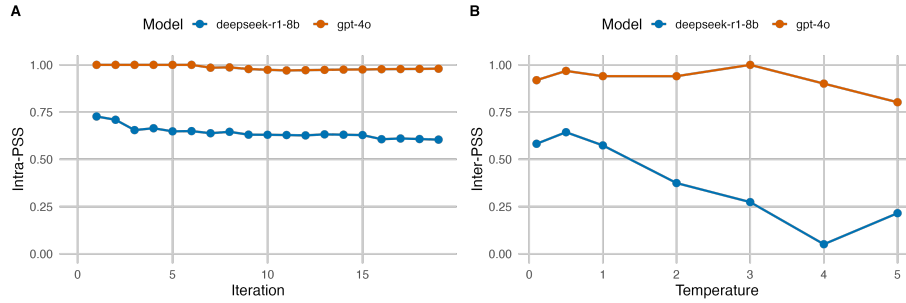 A
Model deepseek-r1-8b gpt-4o
Intra-PSS
1.00
0.75
0.50
0.25
0.00
0 5 10 15
Iteration
B
Model deepseek-r1-8b gpt-4o
Inter-PSS
1.00
0.75
0.50
0.25
0.00
0 1 2 3 4 5
Temperature